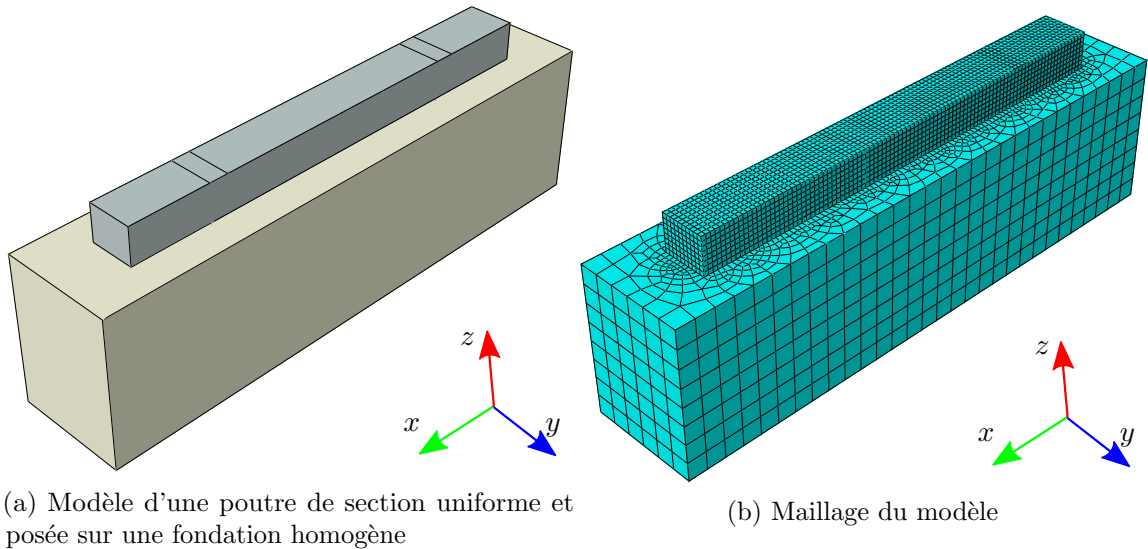 z
x
y
z
x
y
(a) Modèle d'une poutre de section uniforme et
posée sur une fondation homogène
(b) Maillage du modèle